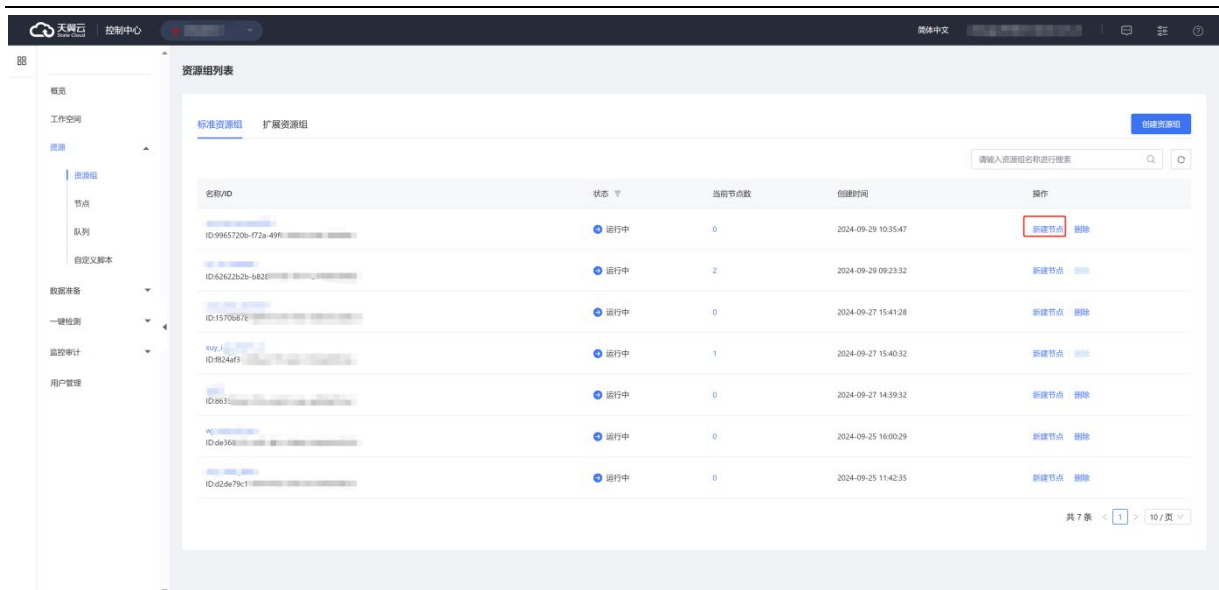 天翼云 State Cloud 控制中心 简体中文
资源组列表
概览
工作空间
资源
资源组
节点
队列
自定义脚本
数据准备
一键检测
监控审计
用户管理
标准资源组 扩展资源组 创建资源组
请输入资源组名称进行搜索
名称/ID 状态 当前节点数 创建时间 操作
ID:9965720b-f72a-49f 运行中 0 2024-09-29 10:35:47 新建节点 删除
ID:62622b2b-b828 运行中 2 2024-09-29 09:23:32 新建节点 删除
ID:1570b878 运行中 0 2024-09-27 15:41:28 新建节点 删除
xuy_i
ID:f824af3 运行中 1 2024-09-27 15:40:32 新建节点 删除
ID:8635 运行中 0 2024-09-27 14:39:32 新建节点 删除
ID:de368 运行中 0 2024-09-25 16:00:29 新建节点 删除
ID:d2de79c1 运行中 0 2024-09-25 11:42:35 新建节点 删除
共 7 条 < 1 > 10 / 页